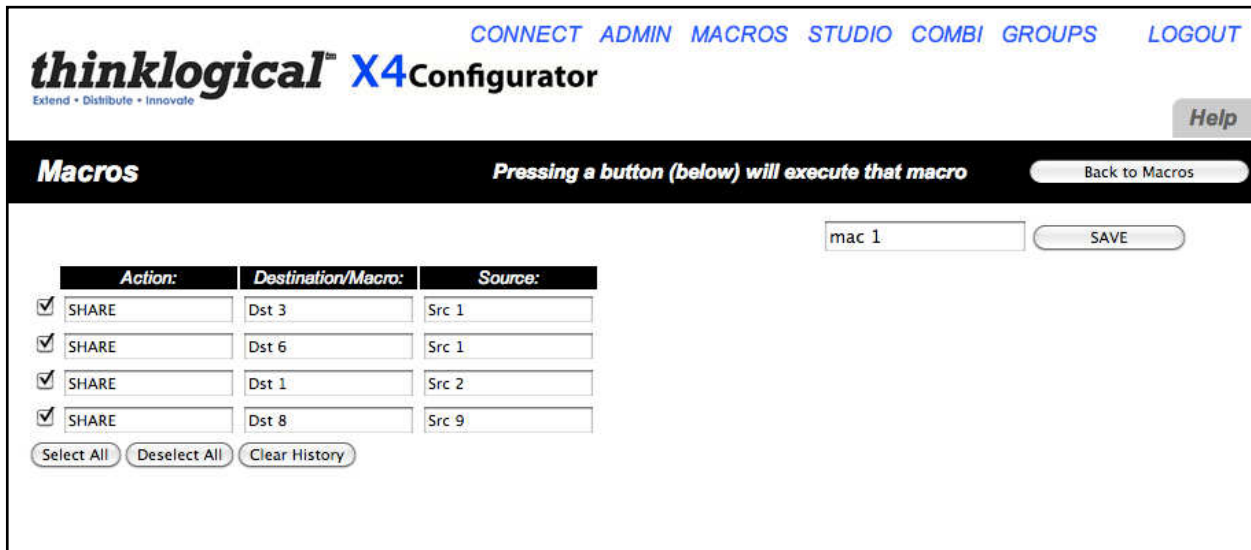 CONNECT ADMIN MACROS STUDIO COMBI GROUPS LOGOUT
thinklogical™ X4Configurator
Extend • Distribute • Innovate
Help
Macros Pressing a button (below) will execute that macro Back to Macros
mac 1 SAVE
Action: Destination/Macro: Source:
SHARE Dst 3 Src 1
SHARE Dst 6 Src 1
SHARE Dst 1 Src 2
SHARE Dst 8 Src 9
Select All Deselect All Clear History